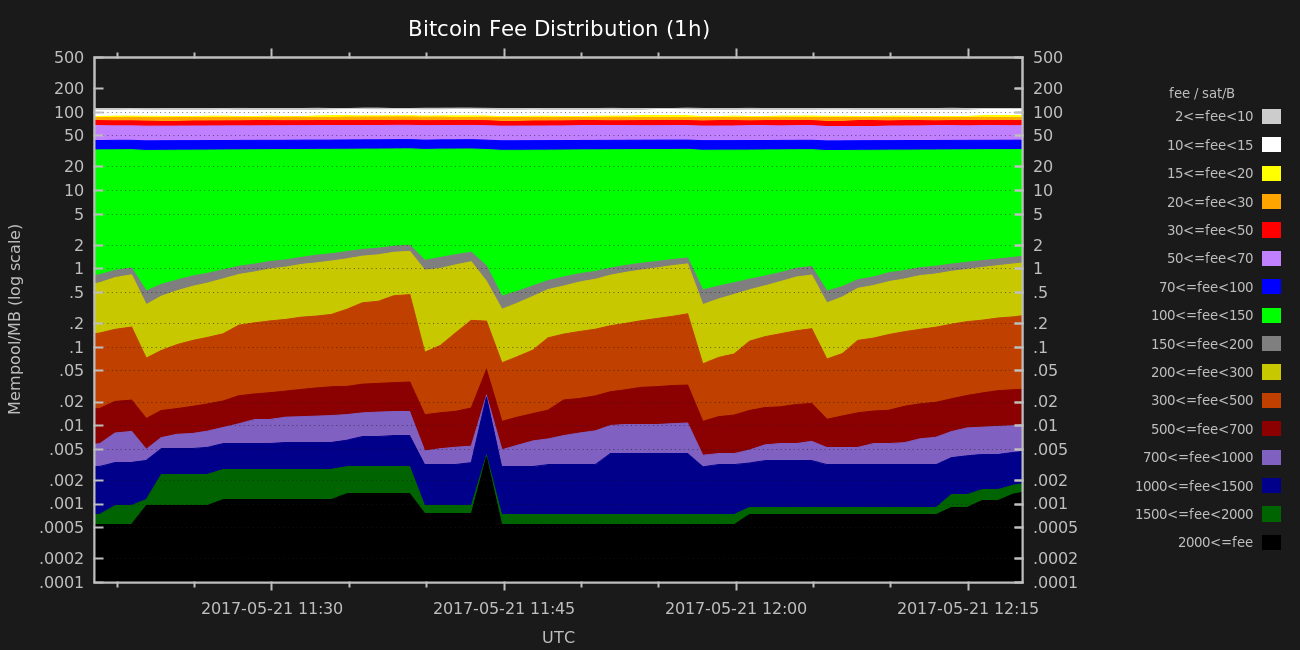 Bitcoin Fee Distribution (1h)
500
200
100
50
20
10
5
2
1
.5
.2
.1
.05
.02
.01
.005
.002
.001
.0005
.0002
.0001
Mempool/MB (log scale)
500
200
100
50
20
10
5
2
1
.5
.2
.1
.05
.02
.01
.005
.002
.001
.0005
.0002
.0001
2017-05-21 11:30
2017-05-21 11:45
2017-05-21 12:00
2017-05-21 12:15
UTC
fee / sat/B
2<=fee<10
10<=fee<15
15<=fee<20
20<=fee<30
30<=fee<50
50<=fee<70
70<=fee<100
100<=fee<150
150<=fee<200
200<=fee<300
300<=fee<500
500<=fee<700
700<=fee<1000
1000<=fee<1500
1500<=fee<2000
2000<=fee